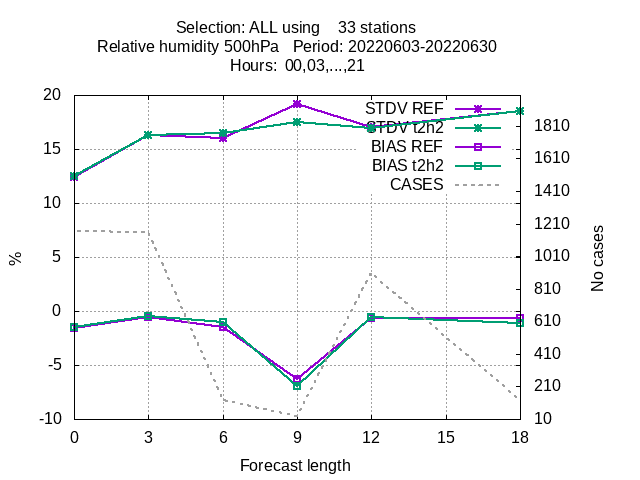 Selection: ALL using    33 stations
Relative humidity 500hPa   Period: 20220603-20220630
Hours:  00,03,...,21
STDV REF
STDV t2h2
BIAS REF
BIAS t2h2
CASES
20
15
10
5
0
-5
-10
%
1810
1610
1410
1210
1010
810
610
410
210
10
No cases
0 3 6 9 12 15 18
Forecast length